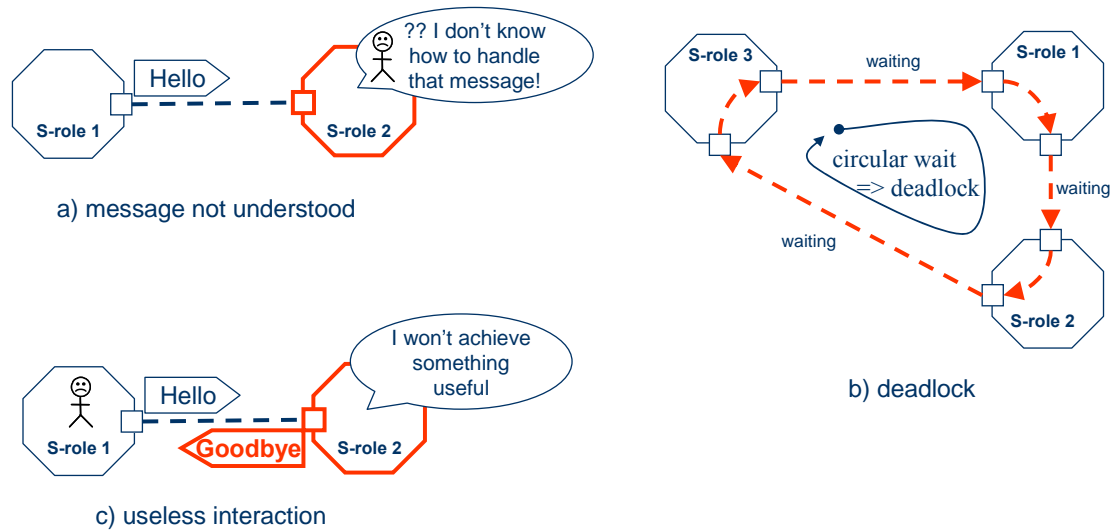 ?? I don't know
how to handle
that message!
Hello
S-role 1
S-role 2
a) message not understood
S-role 3
waiting
S-role 1
circular wait
=> deadlock
waiting
waiting
S-role 2
b) deadlock
I won't achieve
something
useful
Hello
S-role 1
Goodbye
S-role 2
c) useless interaction